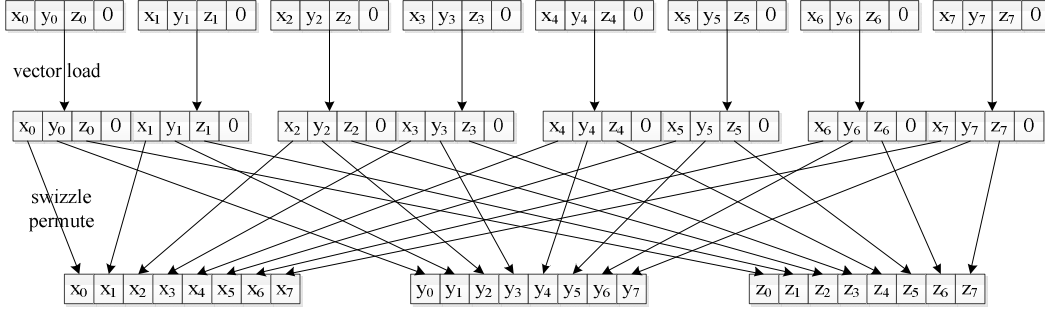 x₀ y₀ z₀ 0 x₁ y₁ z₁ 0 x₂ y₂ z₂ 0 x₃ y₃ z₃ 0 x₄ y₄ z₄ 0 x₅ y₅ z₅ 0 x₆ y₆ z₆ 0 x₇ y₇ z₇ 0
vector load
x₀ y₀ z₀ 0 x₁ y₁ z₁ 0 x₂ y₂ z₂ 0 x₃ y₃ z₃ 0 x₄ y₄ z₄ 0 x₅ y₅ z₅ 0 x₆ y₆ z₆ 0 x₇ y₇ z₇ 0
swizzle
permute
x₀ x₁ x₂ x₃ x₄ x₅ x₆ x₇ y₀ y₁ y₂ y₃ y₄ y₅ y₆ y₇ z₀ z₁ z₂ z₃ z₄ z₅ z₆ z₇